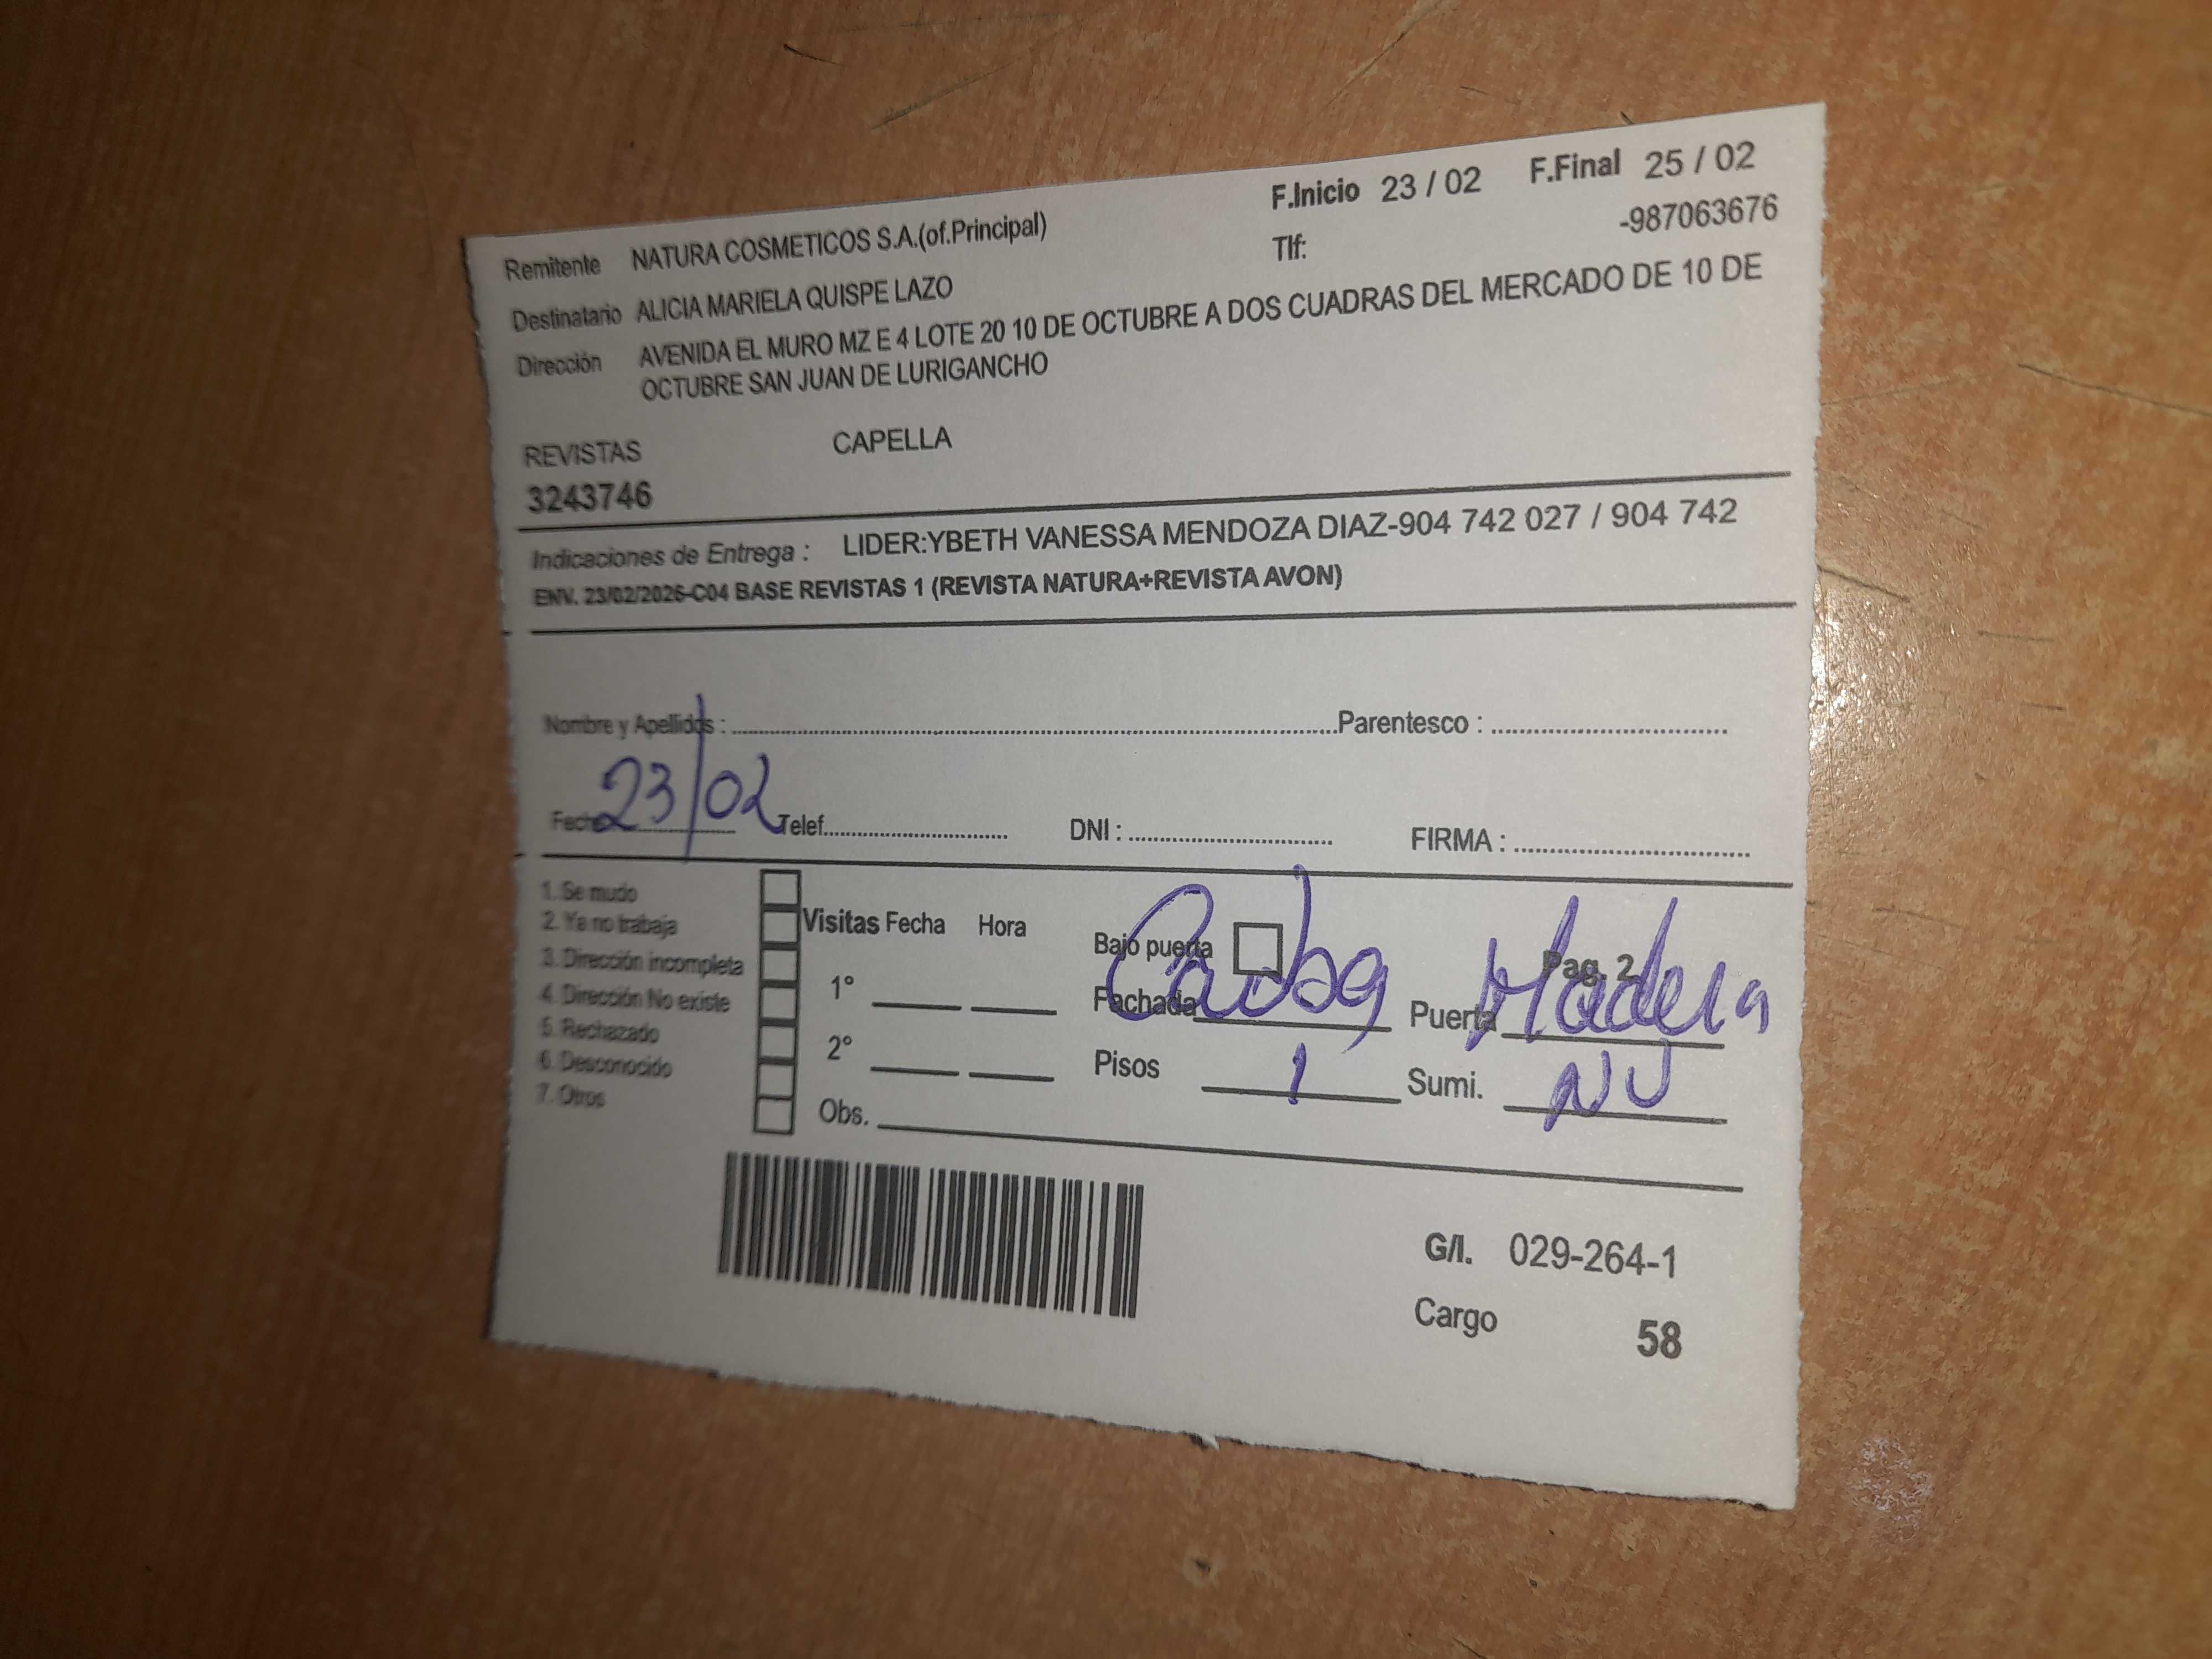 F.Inicio 23 / 02 F.Final 25 / 02
Remitente NATURA COSMETICOS S.A.(of.Principal) Tlf: -987063676
Destinatario ALICIA MARIELA QUISPE LAZO
Dirección AVENIDA EL MURO MZ E 4 LOTE 20 10 DE OCTUBRE A DOS CUADRAS DEL MERCADO DE 10 DE
OCTUBRE SAN JUAN DE LURIGANCHO
REVISTAS CAPELLA
3243746
Indicaciones de Entrega : LIDER:YBETH VANESSA MENDOZA DIAZ-904 742 027 / 904 742
ENV. 23/02/2026-C04 BASE REVISTAS 1 (REVISTA NATURA+REVISTA AVON)
Nombre y Apellidos : Parentesco :
Fecha 23/02 Telef. DNI : FIRMA :
1. Se mudo
2. Ya no trabaja
3. Dirección incompleta
4. Dirección No existe
5. Rechazado
6. Desconocido
7. Otros
Visitas Fecha Hora
1°
2°
Obs.
Bajo puerta Pag. 2
Fachada Puerta Madera
Pisos 1 Sumi. NV
G/I. 029-264-1
Cargo 58